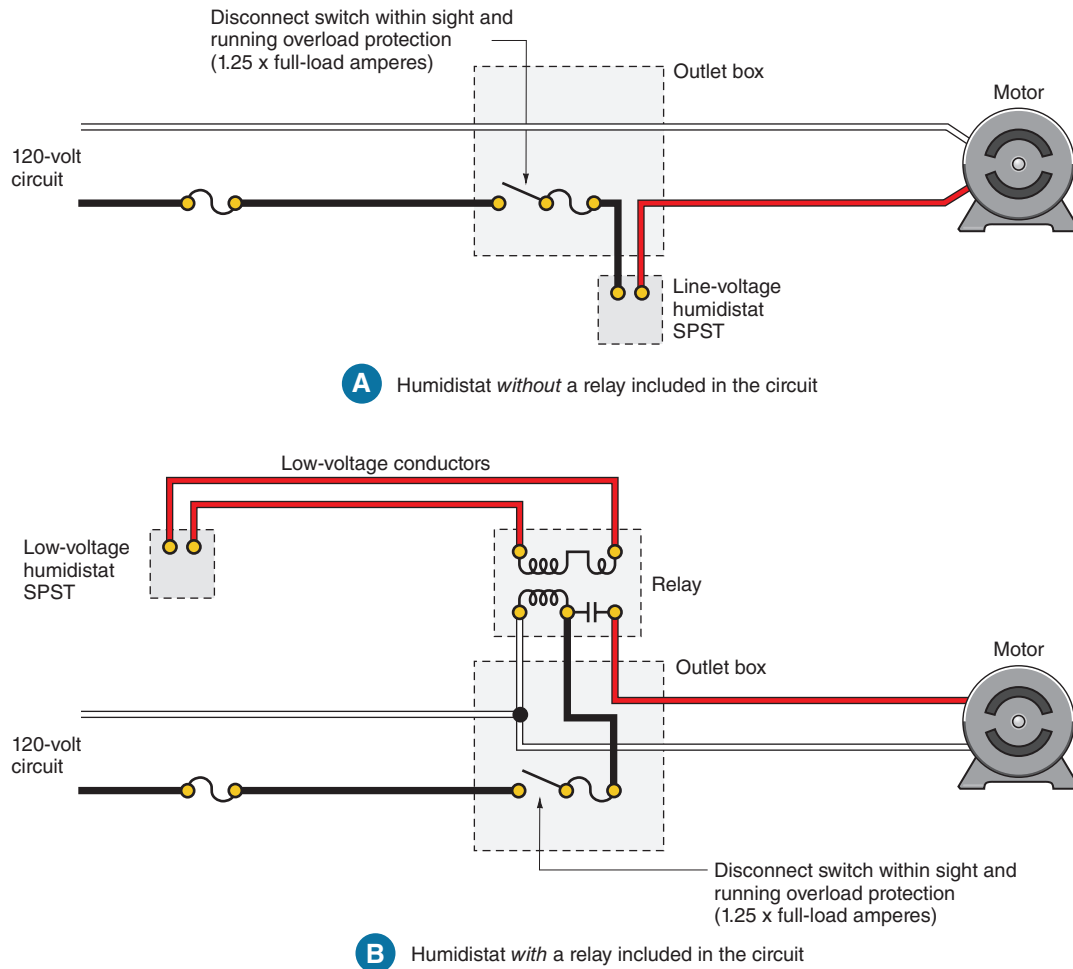 Disconnect switch within sight and
running overload protection
(1.25 x full-load amperes)
Outlet box
Motor
120-volt
circuit
Line-voltage
humidistat
SPST
A Humidistat without a relay included in the circuit
Low-voltage conductors
Low-voltage
humidistat
SPST
Relay
Outlet box
Motor
120-volt
circuit
Disconnect switch within sight and
running overload protection
(1.25 x full-load amperes)
B Humidistat with a relay included in the circuit